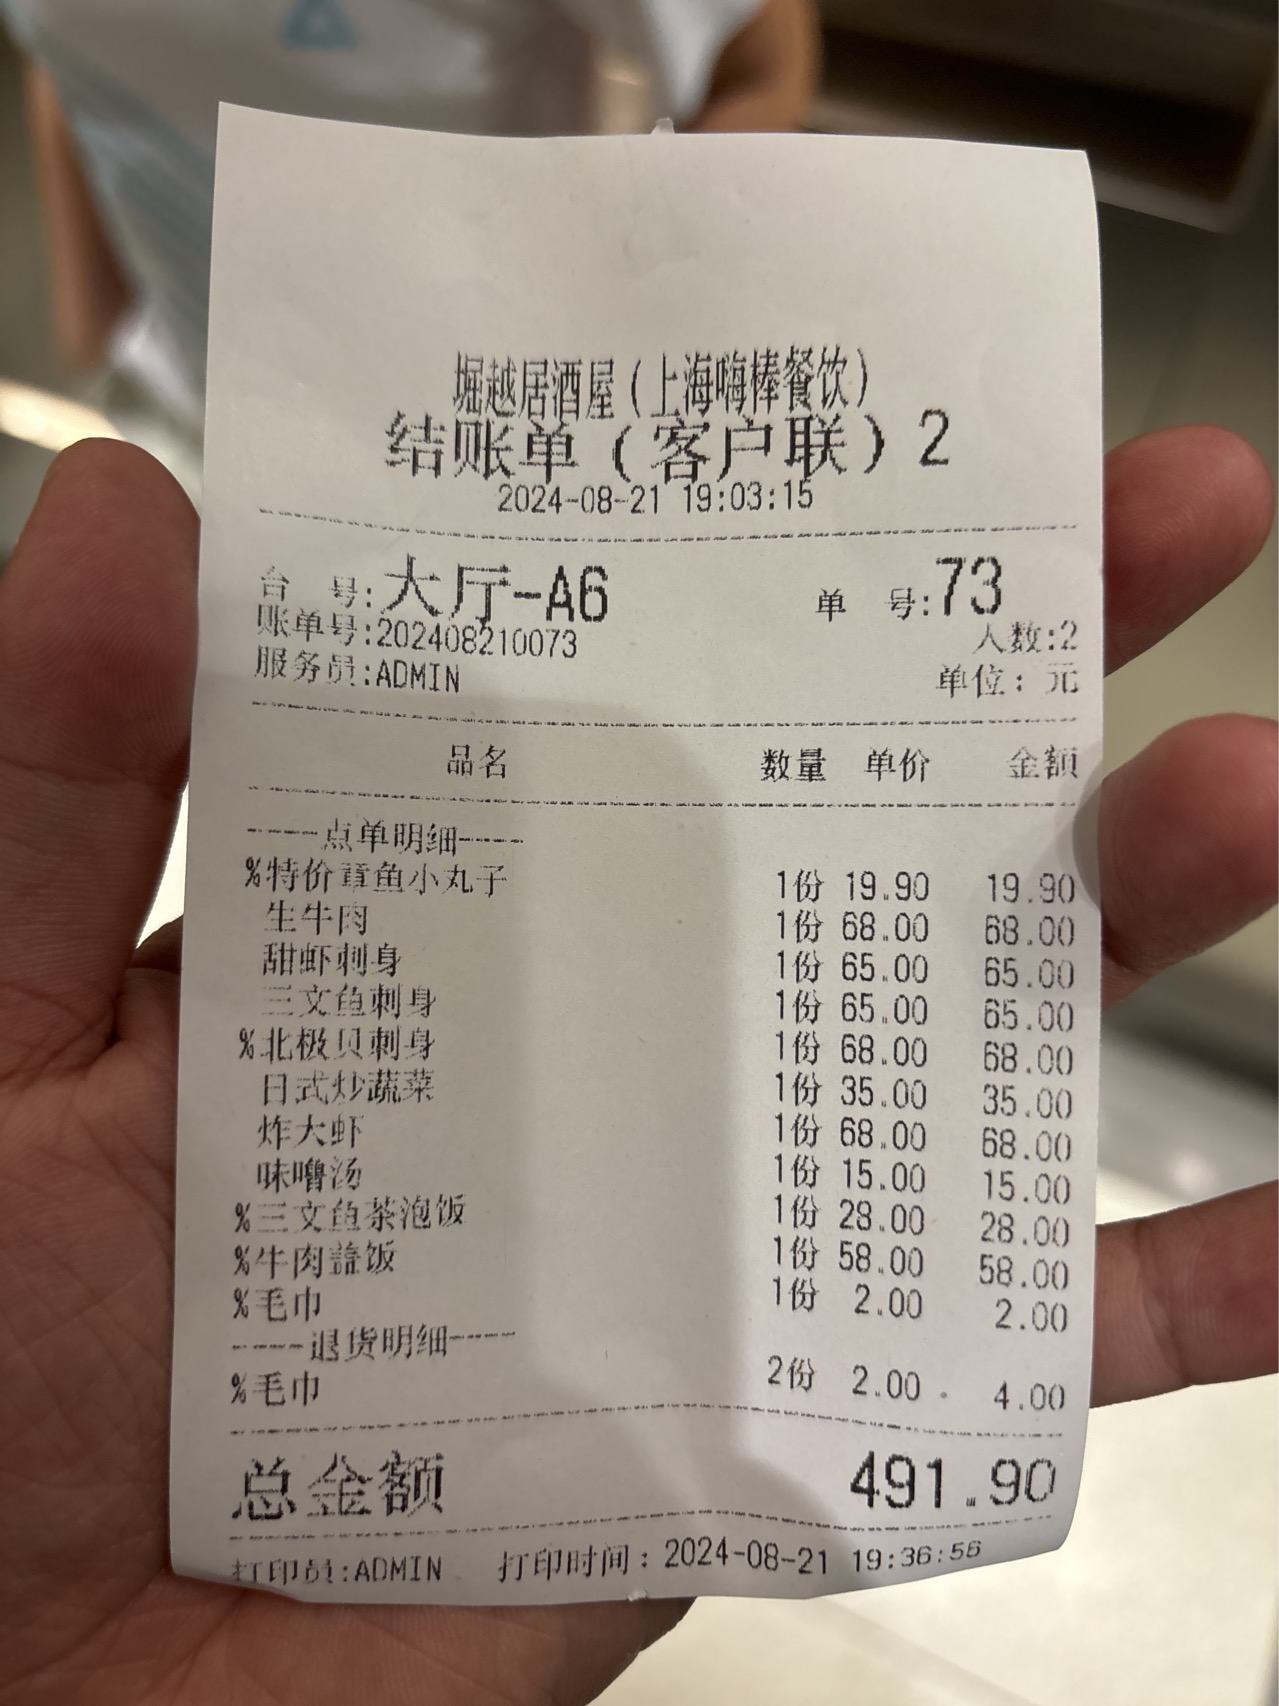 堀越居酒屋(上海嗨棒餐饮)
结账单(客户联)2
2024-08-21 19:03:15
台 号:大厅-A6 单 号:73
账单号:202408210073 人数:2
服务员:ADMIN 单位: 元
品名 数量 单价 金额
----点单明细----
%特价章鱼小丸子 1份 19.90 19.90
生牛肉 1份 68.00 68.00
甜虾刺身 1份 65.00 65.00
三文鱼刺身 1份 65.00 65.00
%北极贝刺身 1份 68.00 68.00
日式炒蔬菜 1份 35.00 35.00
炸大虾 1份 68.00 68.00
味噜汤 1份 15.00 15.00
%三文鱼茶泡饭 1份 28.00 28.00
%牛肉盖饭 1份 58.00 58.00
%毛巾 1份 2.00 2.00
----退货明细----
%毛巾 2份 2.00 4.00
总金额 491.90
打印员:ADMIN 打印时间: 2024-08-21 19:36:56